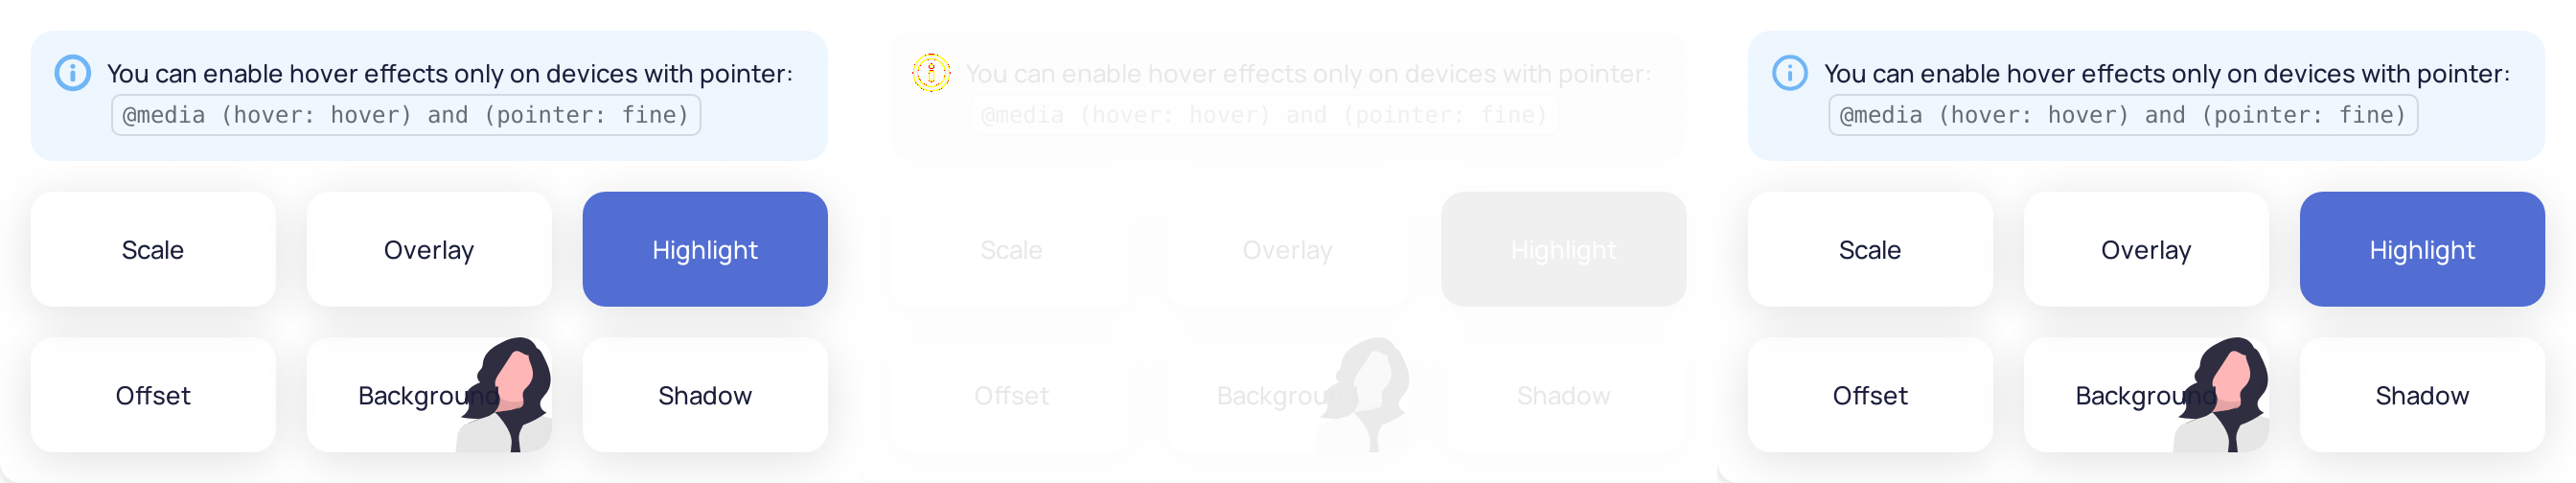 You can enable hover effects only on devices with pointer:
@media (hover: hover) and (pointer: fine)
Scale
Overlay
Highlight
Offset
Background
Shadow
You can enable hover effects only on devices with pointer:
@media (hover: hover) and (pointer: fine)
Scale
Overlay
Highlight
Offset
Background
Shadow
You can enable hover effects only on devices with pointer:
@media (hover: hover) and (pointer: fine)
Scale
Overlay
Highlight
Offset
Background
Shadow